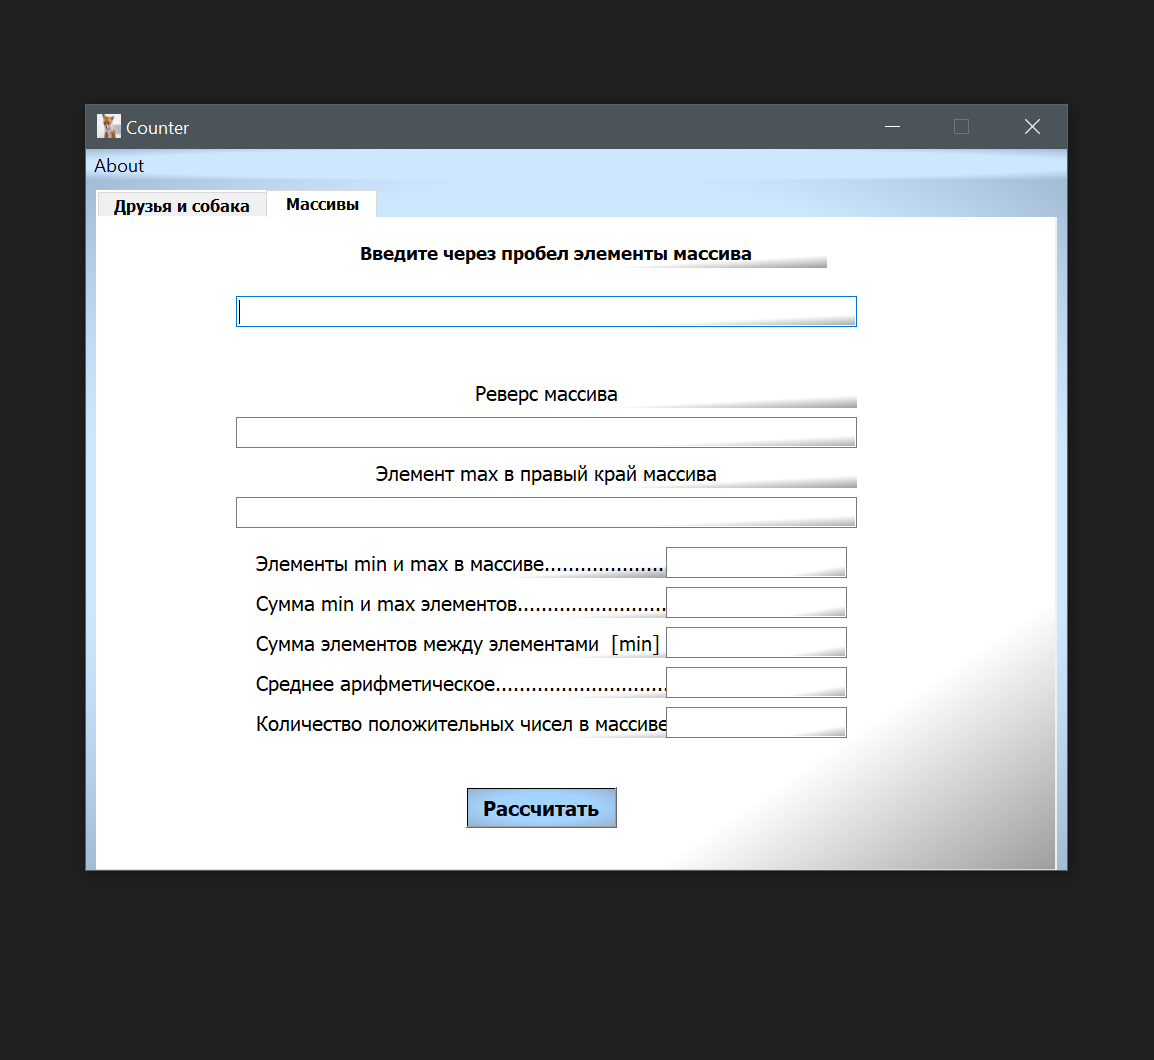 Counter
About
Друзья и собака
Массивы
Введите через пробел элементы массива
Реверс массива
Элемент max в правый край массива
Элементы min и max в массиве....................
Сумма min и max элементов.........................
Сумма элементов между элементами [min]
Среднее арифметическое.............................
Количество положительных чисел в массиве
Рассчитать